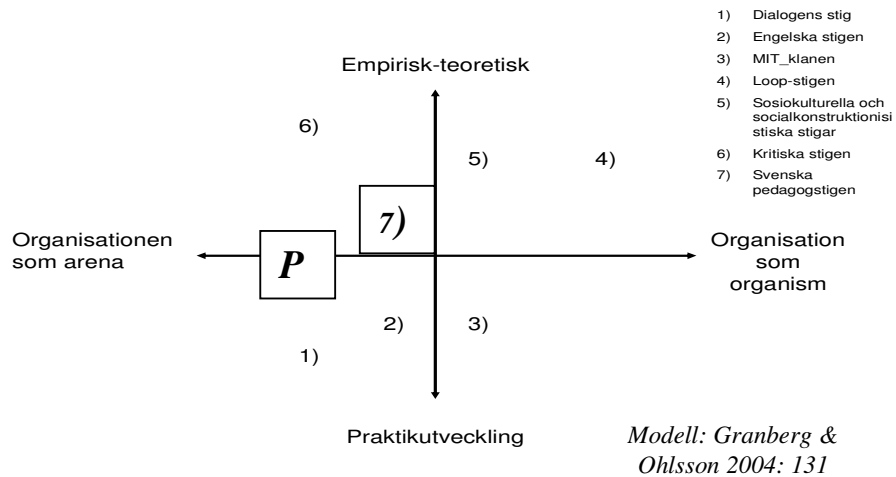 1) Dialogens stig
2) Engelska stigen
3) MIT_klanen
4) Loop-stigen
5) Sosiokulturella och
socialkonstruktionisi
stiska stigar
6) Kritiska stigen
7) Svenska
pedagogstigen
Empirisk-teoretisk
6)
5)
4)
7)
Organisationen
som arena
P
Organisation
som
organism
2)
3)
1)
Praktikutveckling
Modell: Granberg &
Ohlsson 2004: 131